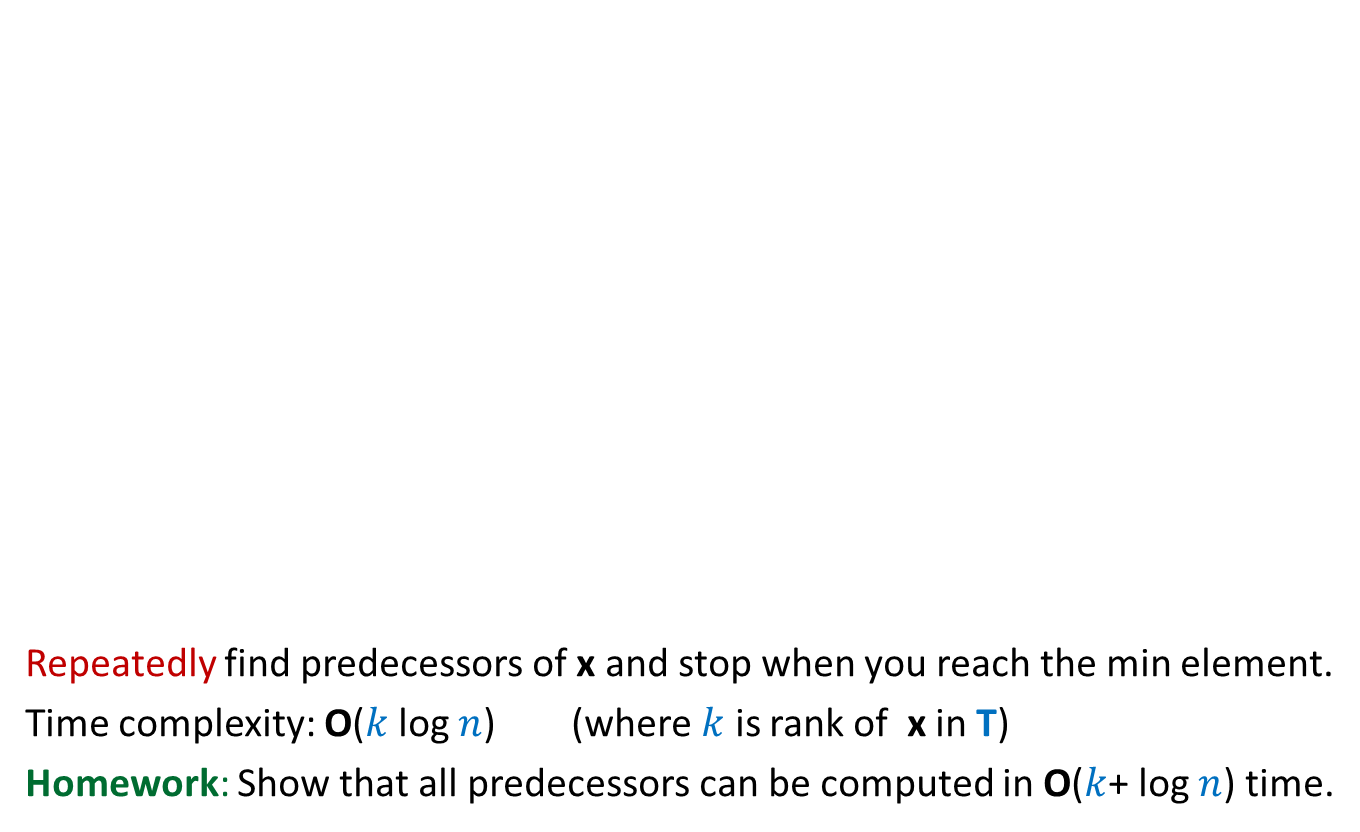 Repeatedly find predecessors of x and stop when you reach the min element.
Time complexity: O(k log n) (where k is rank of x in T)
Homework: Show that all predecessors can be computed in O(k+ log n) time.